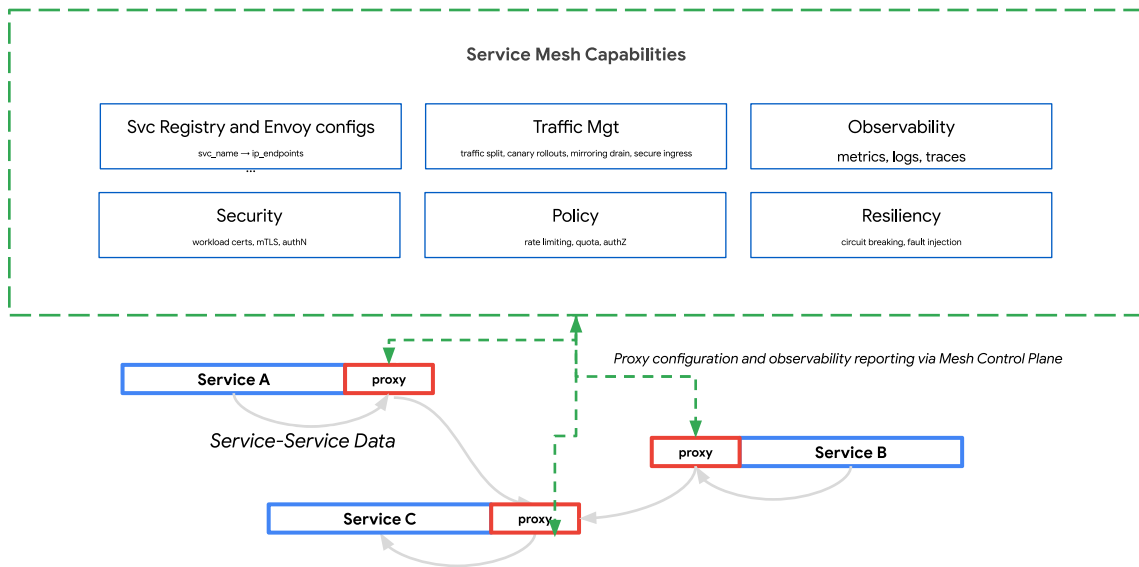 Service Mesh Capabilities
Svc Registry and Envoy configs
svc_name → ip_endpoints
...
Traffic Mgt
traffic split, canary rollouts, mirroring drain, secure ingress
Observability
metrics, logs, traces
Security
workload certs, mTLS, authN
Policy
rate limiting, quota, authZ
Resiliency
circuit breaking, fault injection
Proxy configuration and observability reporting via Mesh Control Plane
Service A
proxy
Service-Service Data
proxy
Service B
Service C
proxy